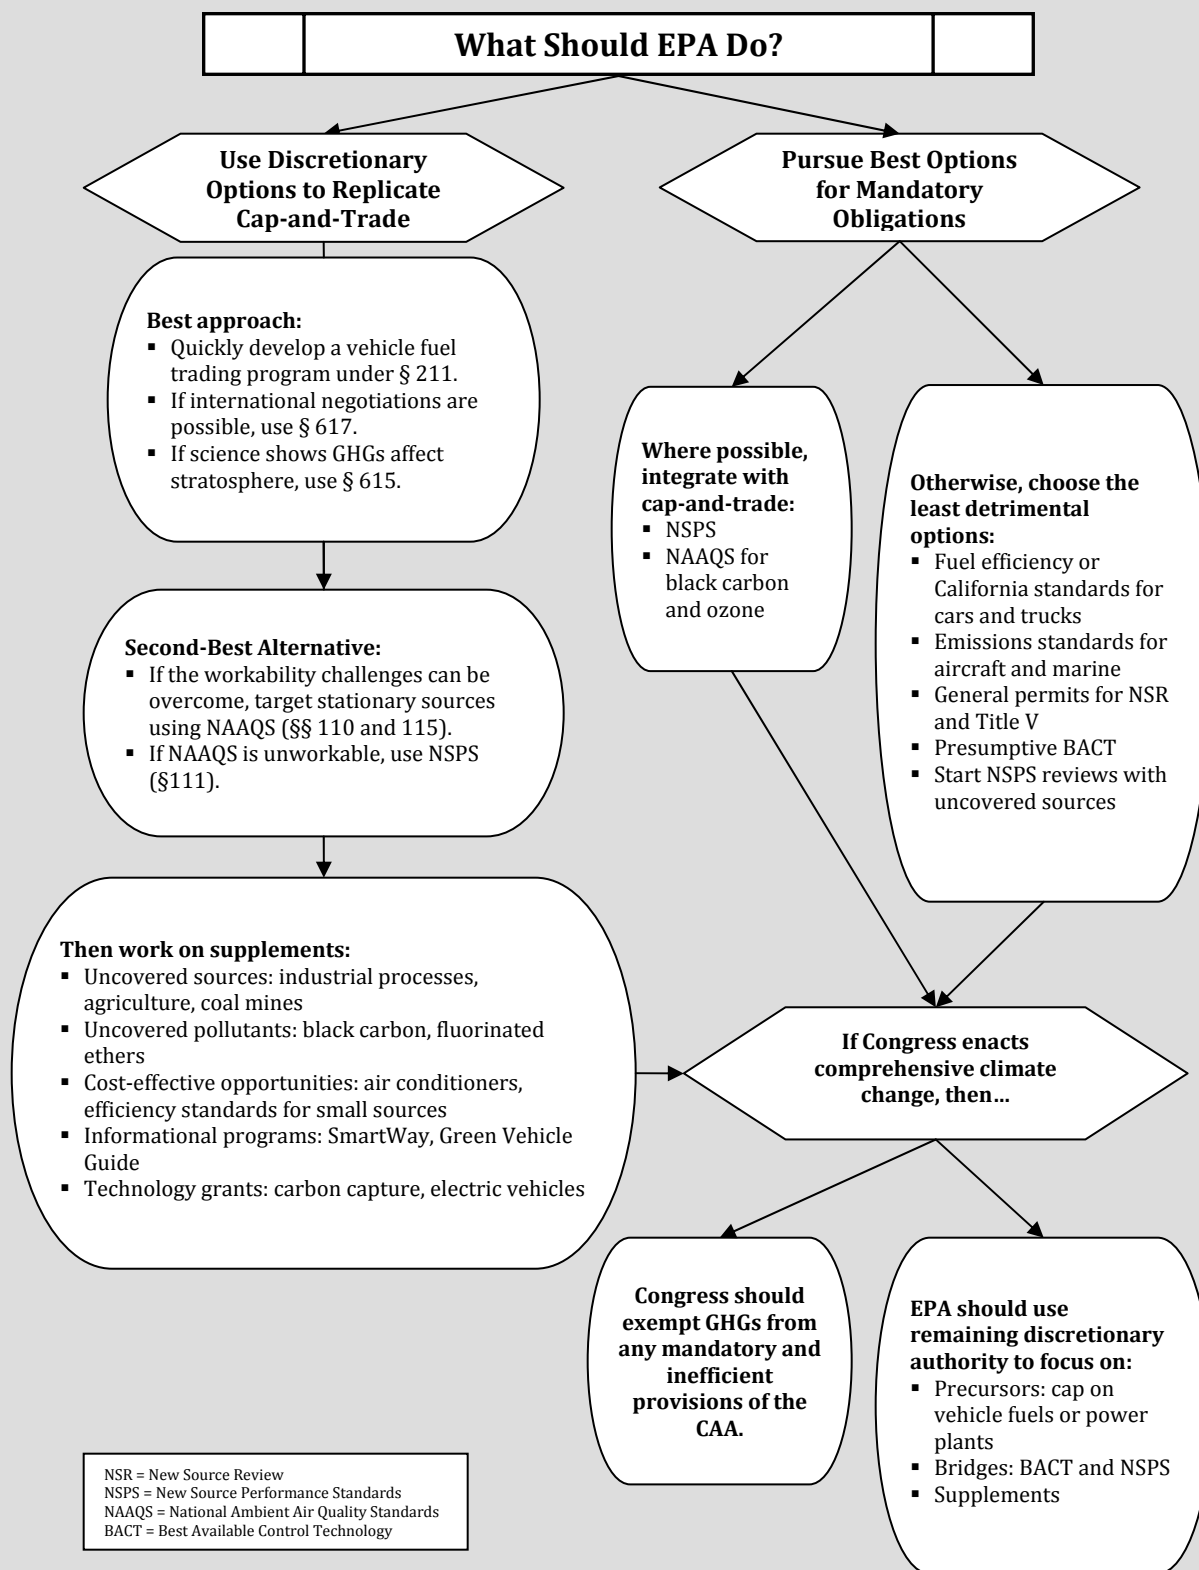 What Should EPA Do?
Use Discretionary
Options to Replicate
Cap-and-Trade
Pursue Best Options
for Mandatory
Obligations
Best approach:
▪ Quickly develop a vehicle fuel
trading program under § 211.
▪ If international negotiations are
possible, use § 617.
▪ If science shows GHGs affect
stratosphere, use § 615.
Second-Best Alternative:
▪ If the workability challenges can be
overcome, target stationary sources
using NAAQS (§§ 110 and 115).
▪ If NAAQS is unworkable, use NSPS
(§111).
Then work on supplements:
▪ Uncovered sources: industrial processes,
agriculture, coal mines
▪ Uncovered pollutants: black carbon, fluorinated
ethers
▪ Cost-effective opportunities: air conditioners,
efficiency standards for small sources
▪ Informational programs: SmartWay, Green Vehicle
Guide
▪ Technology grants: carbon capture, electric vehicles
Where possible,
integrate with
cap-and-trade:
▪ NSPS
▪ NAAQS for
black carbon
and ozone
Otherwise, choose the
least detrimental
options:
▪ Fuel efficiency or
California standards for
cars and trucks
▪ Emissions standards for
aircraft and marine
▪ General permits for NSR
and Title V
▪ Presumptive BACT
▪ Start NSPS reviews with
uncovered sources
If Congress enacts
comprehensive climate
change, then…
Congress should
exempt GHGs from
any mandatory and
inefficient
provisions of the
CAA.
EPA should use
remaining discretionary
authority to focus on:
▪ Precursors: cap on
vehicle fuels or power
plants
▪ Bridges: BACT and NSPS
▪ Supplements
NSR = New Source Review
NSPS = New Source Performance Standards
NAAQS = National Ambient Air Quality Standards
BACT = Best Available Control Technology